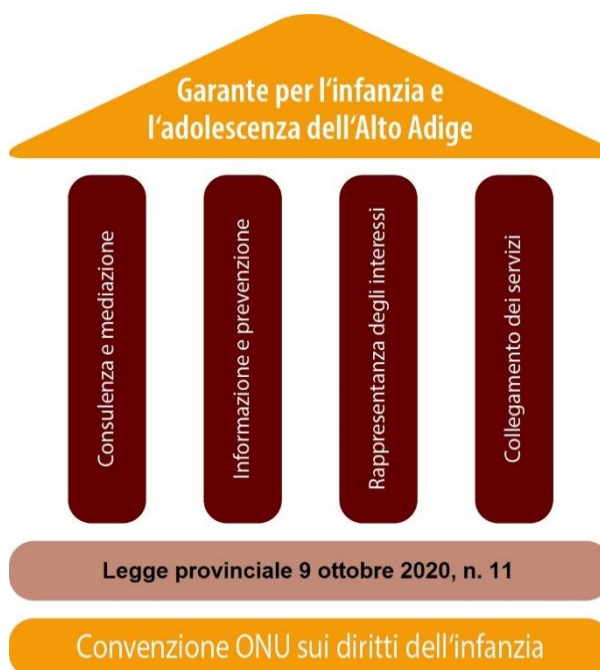 Garante per l‘infanzia e
l‘adolescenza dell‘Alto Adige
Consulenza e mediazione
Informazione e prevenzione
Rappresentanza degli interessi
Collegamento dei servizi
Legge provinciale 9 ottobre 2020, n. 11
Convenzione ONU sui diritti dell‘infanzia